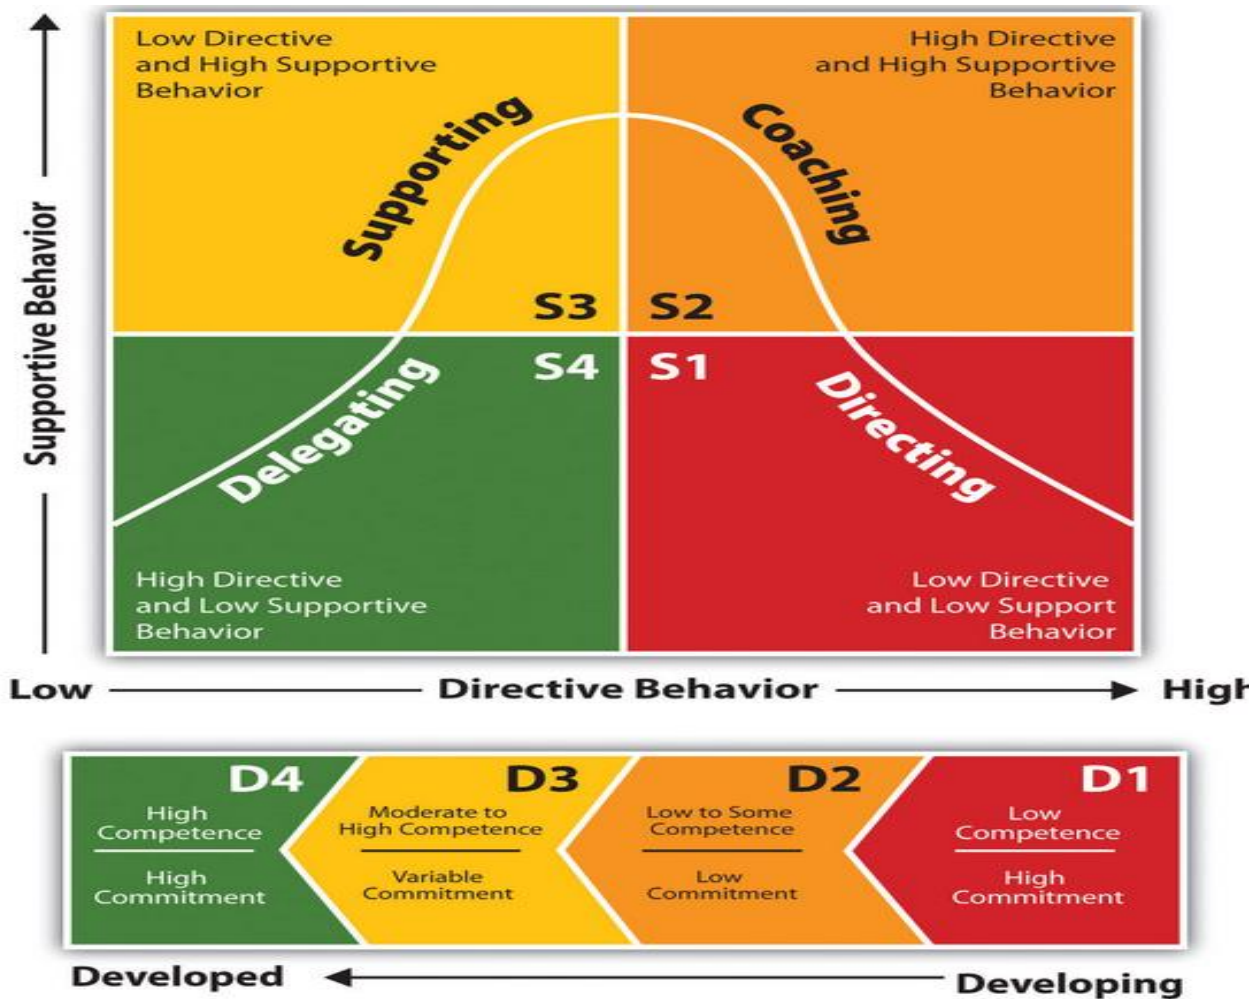 Low Directive
and High Supportive
Behavior
High Directive
and High Supportive
Behavior
Supporting
Coaching
S3
S2
S4
S1
Delegating
Directing
High Directive
and Low Supportive
Behavior
Low Directive
and Low Support
Behavior
Supportive Behavior
Low
Directive Behavior
High
D4
High
Competence
High
Commitment
D3
Moderate to
High Competence
Variable
Commitment
D2
Low to Some
Competence
Low
Commitment
D1
Low
Competence
High
Commitment
Developed
Developing